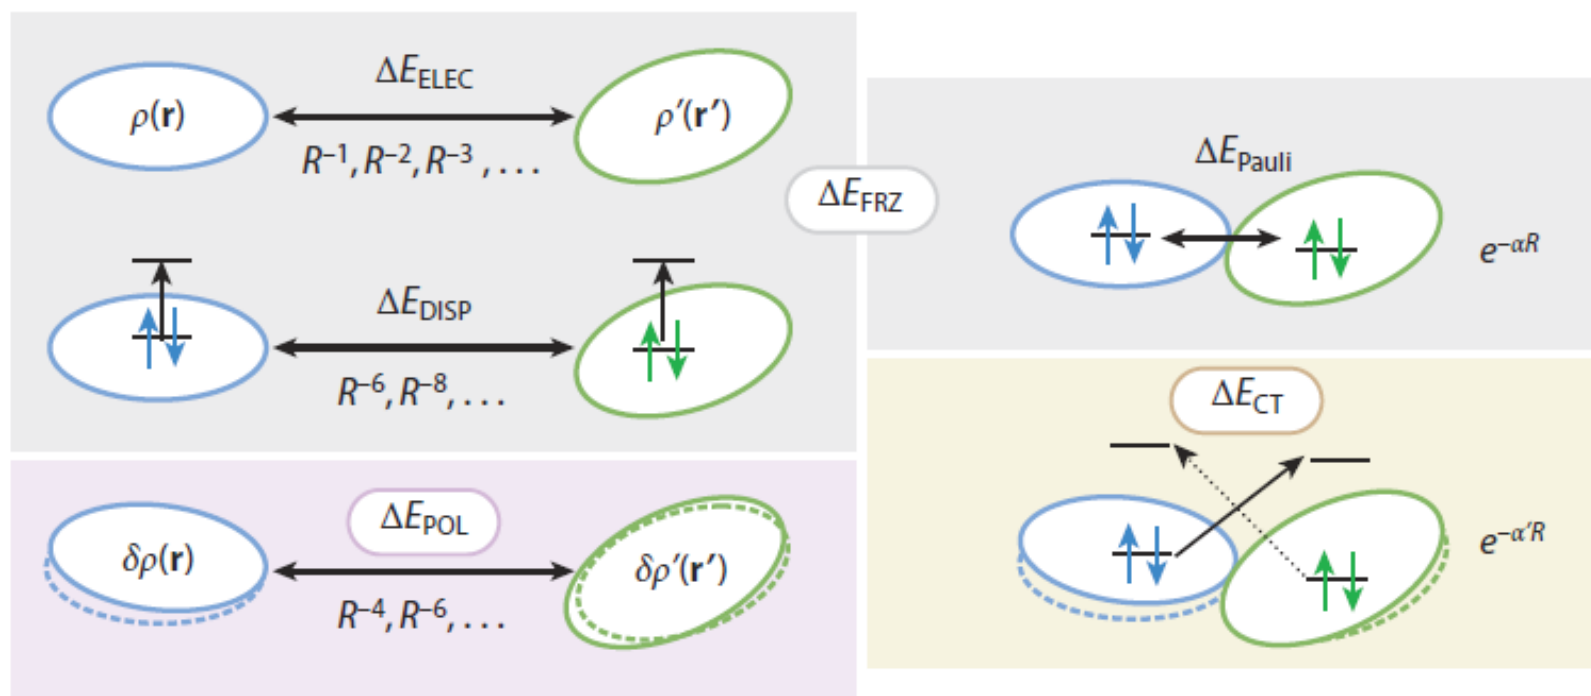 ΔE_ELEC
ρ(r)
ρ′(r′)
R⁻¹, R⁻², R⁻³ , . . .
ΔE_FRZ
ΔE_Pauli
e^−αR
ΔE_DISP
R⁻⁶, R⁻⁸, . . .
ΔE_POL
δρ(r)
δρ′(r′)
R⁻⁴, R⁻⁶, . . .
ΔE_CT
e^−α′R